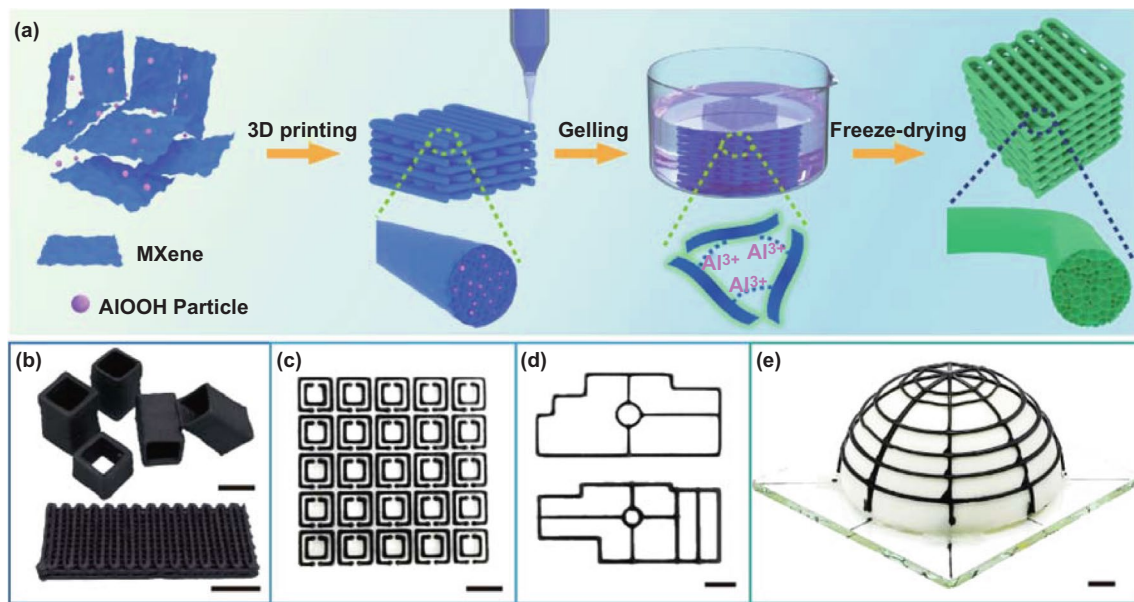 (a)
3D printing
Gelling
Freeze-drying
MXene
AlOOH Particle
Al3+ Al3+
Al3+
(b)
(c)
(d)
(e)